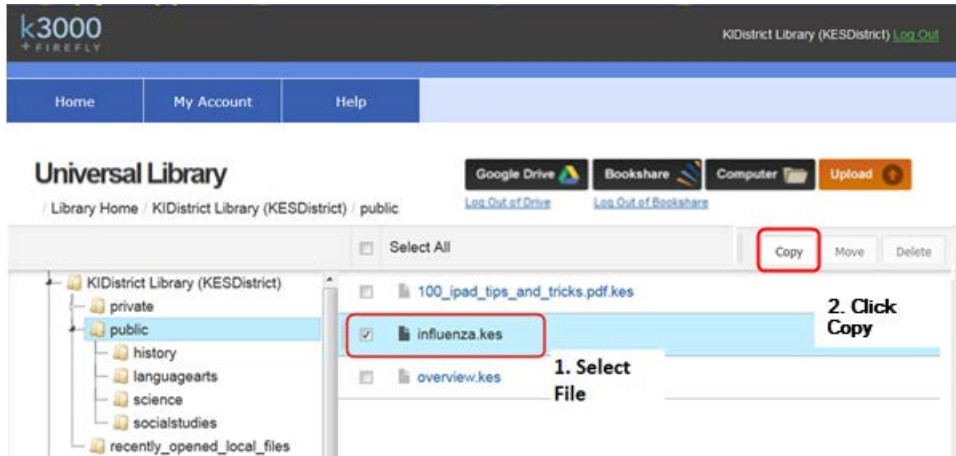 k3000
+ FIREFLY
KIDistrict Library (KESDistrict) Log Out
Home My Account Help
Universal Library
Google Drive Bookshare Computer Upload
/ Library Home / KIDistrict Library (KESDistrict) / public
Log Out of Drive Log Out of Bookshare
Select All
Copy Move Delete
KIDistrict Library (KESDistrict)
private
public
history
languagearts
science
socialstudies
recently_opened_local_files
100_ipad_tips_and_tricks.pdf.kes
influenza.kes
overview.kes
1. Select
File
2. Click
Copy